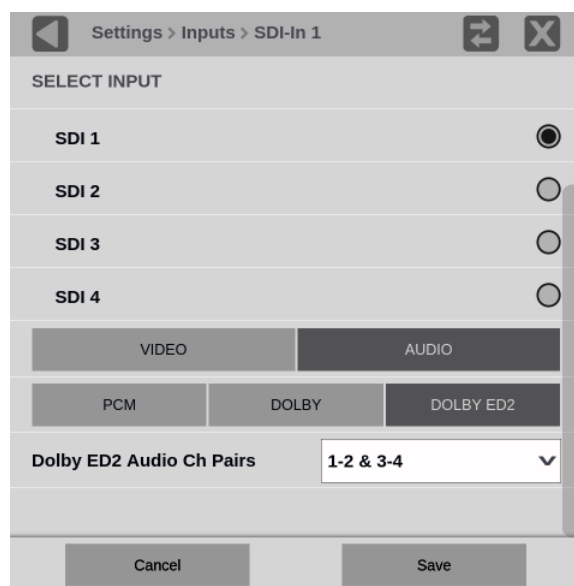 Settings > Inputs > SDI-In 1
SELECT INPUT
SDI 1
SDI 2
SDI 3
SDI 4
VIDEO AUDIO
PCM DOLBY DOLBY ED2
Dolby ED2 Audio Ch Pairs 1-2 & 3-4
Cancel Save